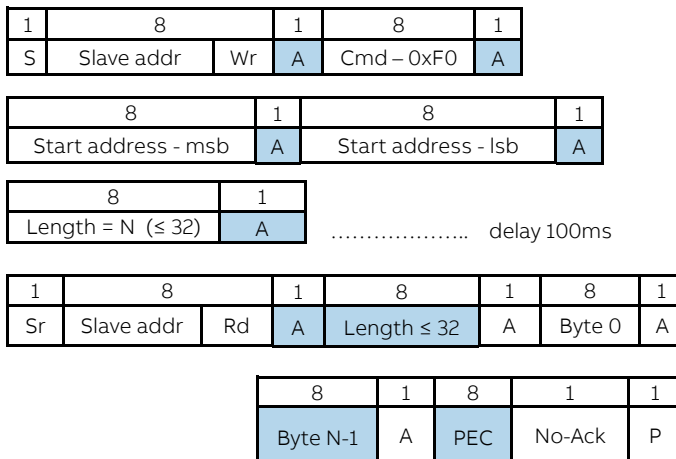 1 8 1 8 1
S Slave addr Wr A Cmd – 0xF0 A
8 1 8 1
Start address - msb A Start address - lsb A
8 1
Length = N (≤ 32) A ………………... delay 100ms
1 8 1 8 1 8 1
Sr Slave addr Rd A Length ≤ 32 A Byte 0 A
8 1 8 1 1
Byte N-1 A PEC No-Ack P